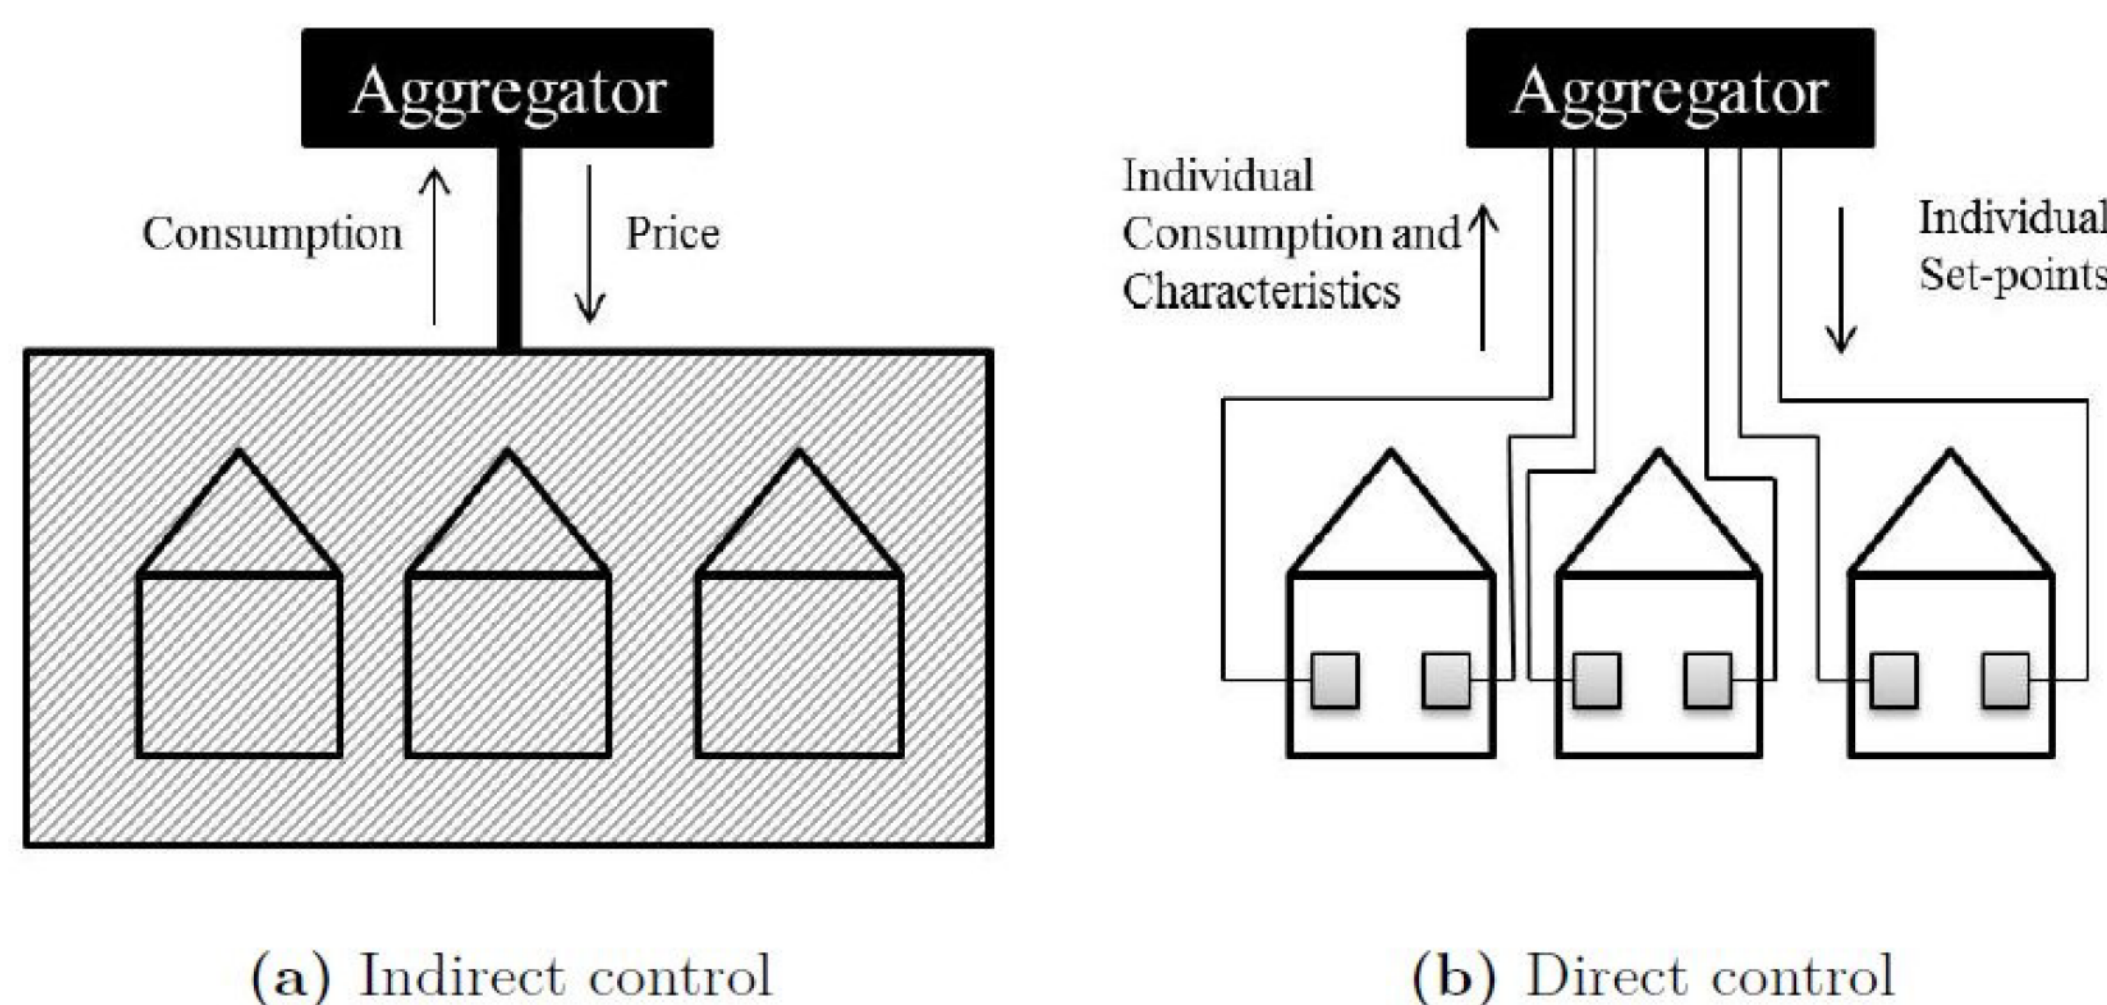 Aggregator
Consumption
Price
(a) Indirect control
Aggregator
Individual
Consumption and
Characteristics
Individual
Set-points
(b) Direct control